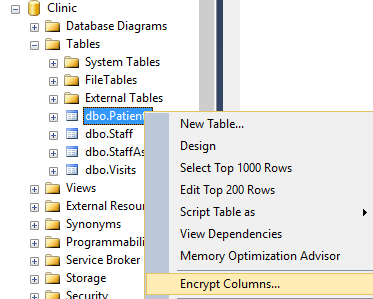 Clinic
Database Diagrams
Tables
System Tables
FileTables
External Tables
dbo.Patient
dbo.Staff
dbo.StaffAs
dbo.Visits
Views
External Resour
Synonyms
Programmabili
Service Broker
Storage
Security
New Table...
Design
Select Top 1000 Rows
Edit Top 200 Rows
Script Table as
View Dependencies
Memory Optimization Advisor
Encrypt Columns...